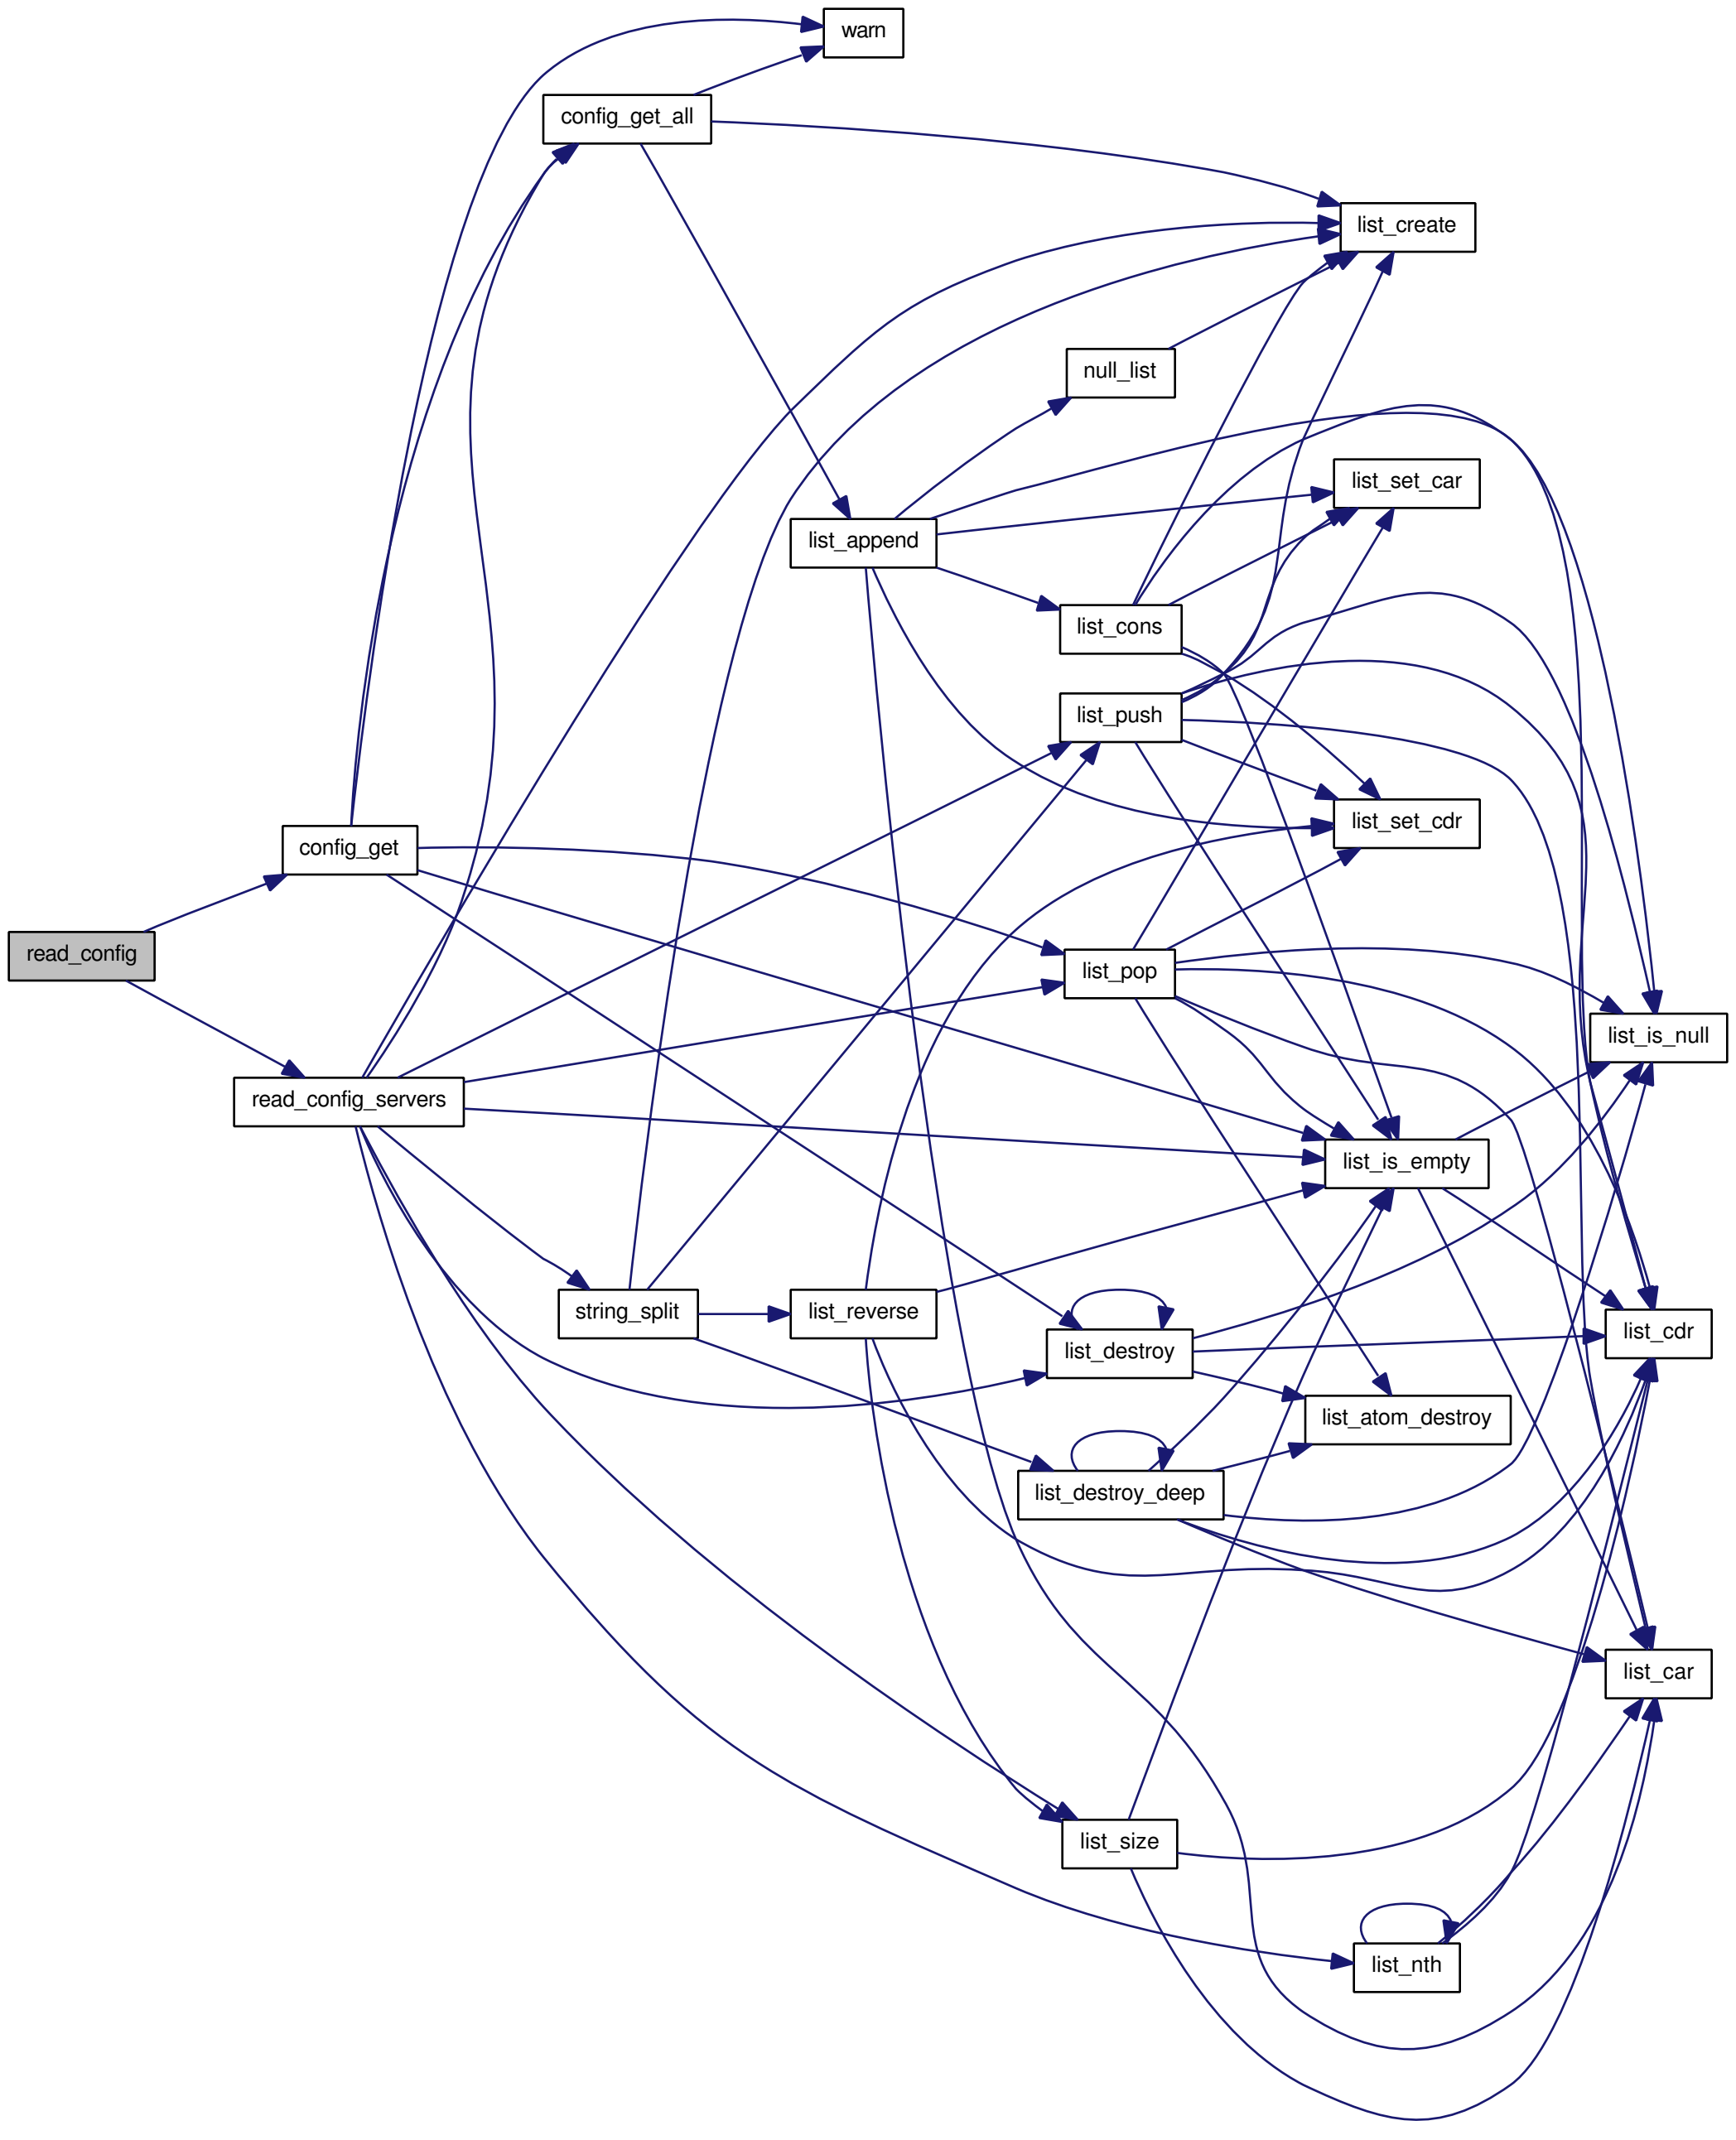 warn
config_get_all
list_create
null_list
list_set_car
list_append
list_cons
list_push
list_set_cdr
config_get
read_config
list_pop
list_is_null
read_config_servers
list_is_empty
string_split
list_reverse
list_destroy
list_cdr
list_atom_destroy
list_destroy_deep
list_car
list_size
list_nth